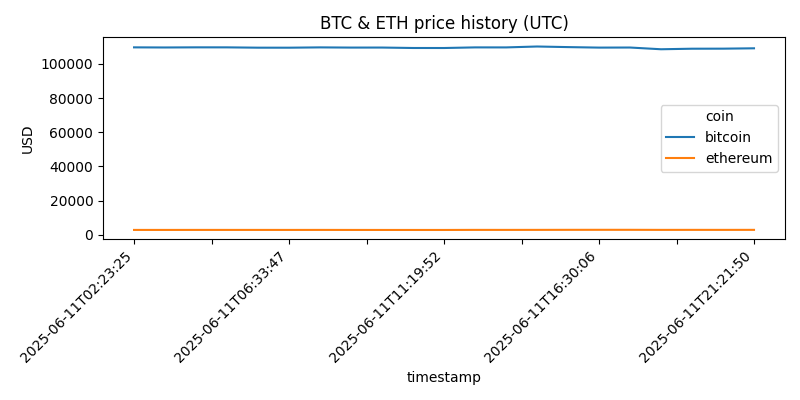 BTC & ETH price history (UTC)
USD
100000
80000
60000
40000
20000
0
coin
bitcoin
ethereum
2025-06-11T02:23:25
2025-06-11T06:33:47
2025-06-11T11:19:52
2025-06-11T16:30:06
2025-06-11T21:21:50
timestamp